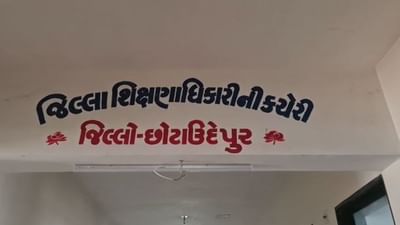 જિલ્લા શિક્ષણાધિકારીની કચેરી
જિલ્લો-છોટાઉદેપુર